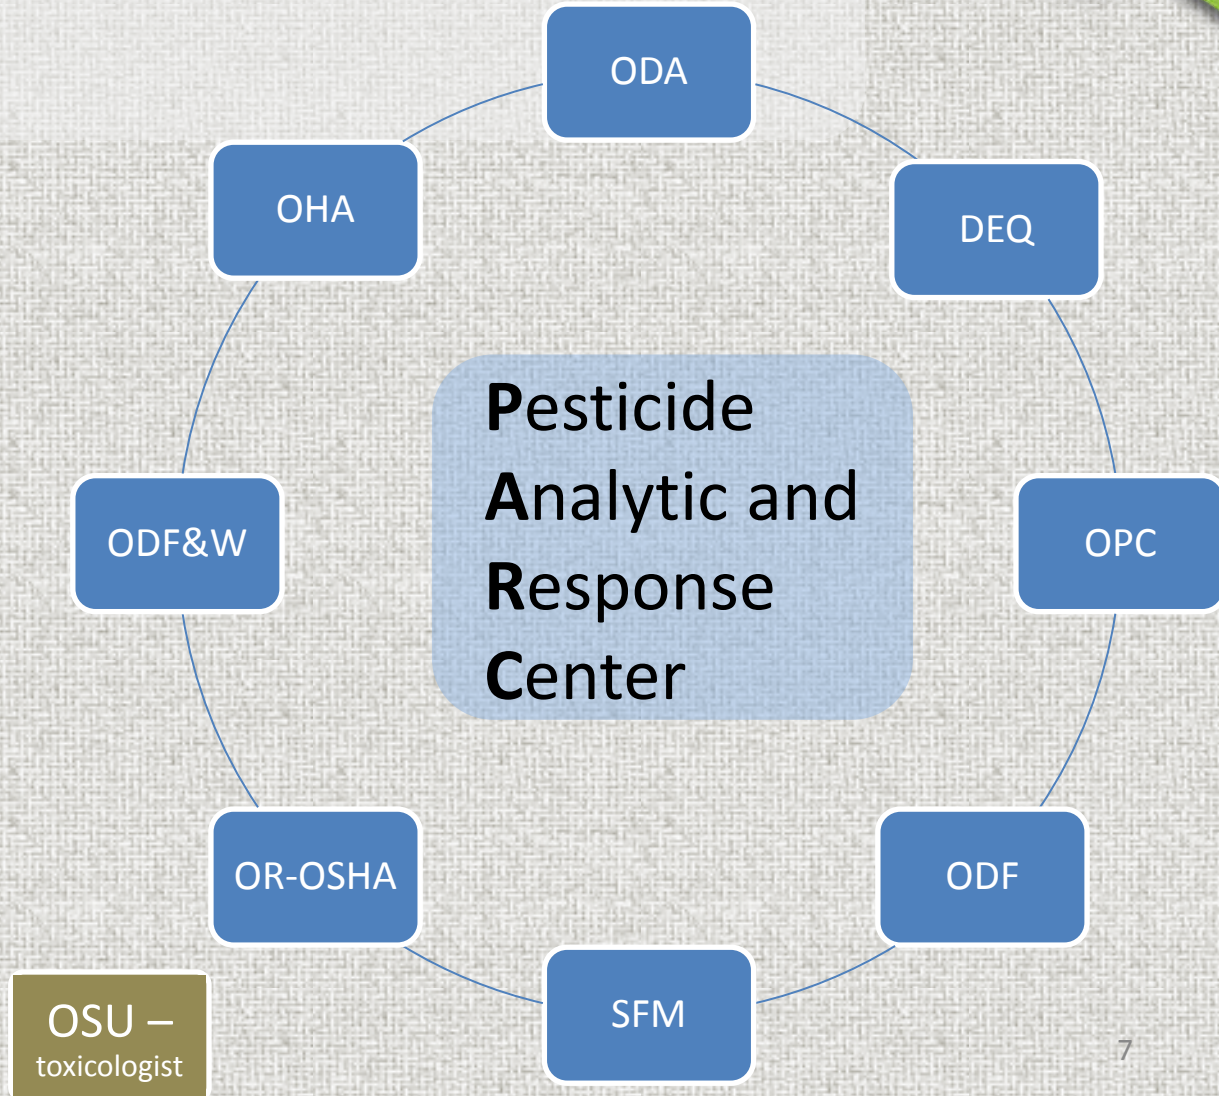 ODA
OHA
DEQ
Pesticide
Analytic and
Response
Center
ODF&W
OPC
OR-OSHA
ODF
SFM
OSU –
toxicologist
7